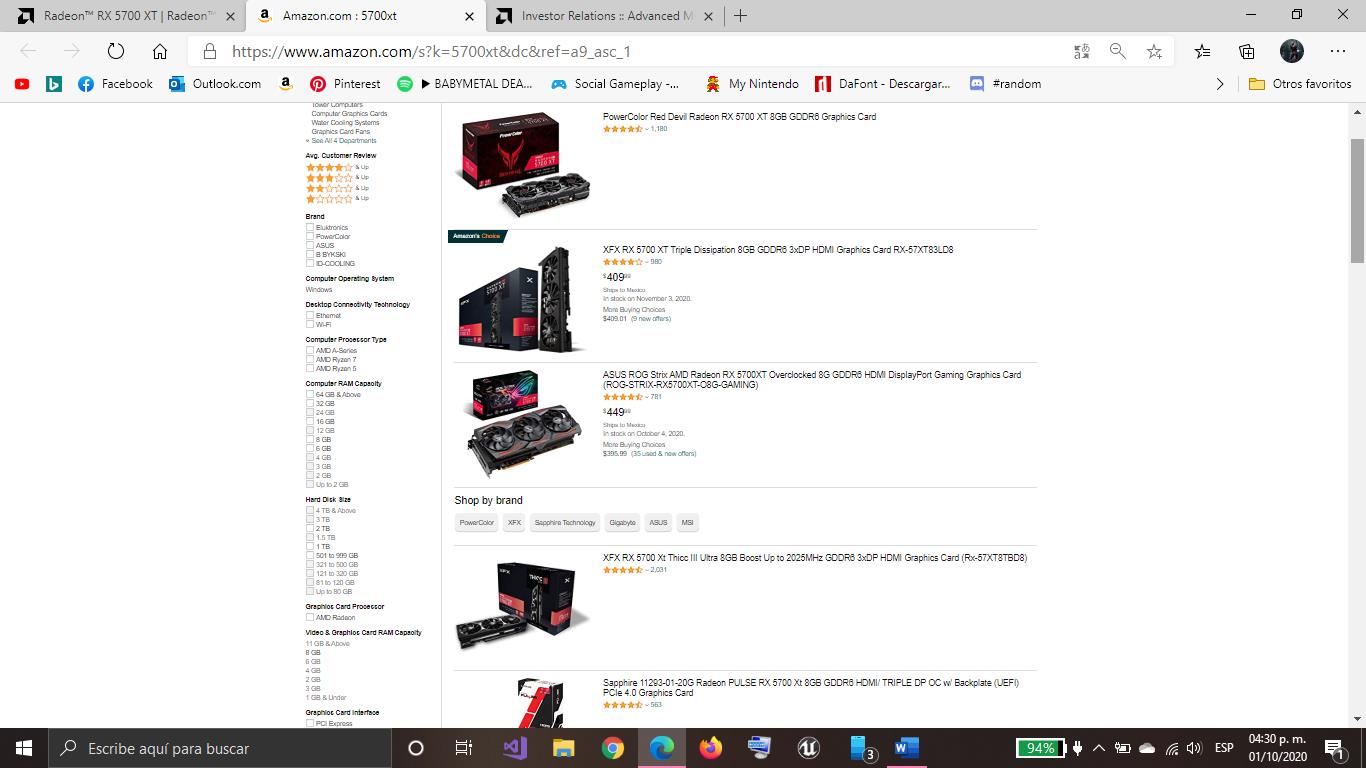 Radeon™ RX 5700 XT | Radeon™
Amazon.com : 5700xt
Investor Relations :: Advanced M
https://www.amazon.com/s?k=5700xt&dc&ref=a9_asc_1
Facebook
Outlook.com
Pinterest
▶ BABYMETAL DEA...
Social Gameplay -...
My Nintendo
DaFont - Descargar...
#random
Otros favoritos
Tower Computers
Computer Graphics Cards
Water Cooling Systems
Graphics Card Fans
« See All 4 Departments
Avg. Customer Review
& Up
& Up
& Up
& Up
Brand
Eluktronics
PowerColor
ASUS
B BYKSKI
ID-COOLING
Computer Operating System
Windows
Desktop Connectivity Technology
Ethernet
Wi-Fi
Computer Processor Type
AMD A-Series
AMD Ryzen 7
AMD Ryzen 5
Computer RAM Capacity
64 GB & Above
32 GB
24 GB
16 GB
12 GB
8 GB
6 GB
4 GB
3 GB
2 GB
Up to 2 GB
Hard Disk Size
4 TB & Above
3 TB
2 TB
1.5 TB
1 TB
501 to 999 GB
321 to 500 GB
121 to 320 GB
81 to 120 GB
Up to 80 GB
Graphics Card Processor
AMD Radeon
Video & Graphics Card RAM Capacity
11 GB & Above
8 GB
6 GB
4 GB
2 GB
3 GB
1 GB & Under
Graphics Card Interface
PCI Express
PowerColor Red Devil Radeon RX 5700 XT 8GB GDDR6 Graphics Card
1,180
Amazon's Choice
XFX RX 5700 XT Triple Dissipation 8GB GDDR6 3xDP HDMI Graphics Card RX-57XT83LD8
980
$409.99
Ships to Mexico
In stock on November 3, 2020.
More Buying Choices
$409.01 (9 new offers)
ASUS ROG Strix AMD Radeon RX 5700XT Overclocked 8G GDDR6 HDMI DisplayPort Gaming Graphics Card
(ROG-STRIX-RX5700XT-O8G-GAMING)
781
$449.99
Ships to Mexico
In stock on October 4, 2020.
More Buying Choices
$395.99 (35 used & new offers)
Shop by brand
PowerColor
XFX
Sapphire Technology
Gigabyte
ASUS
MSI
XFX RX 5700 Xt Thicc III Ultra 8GB Boost Up to 2025MHz GDDR6 3xDP HDMI Graphics Card (Rx-57XT8TBD8)
2,031
Sapphire 11293-01-20G Radeon PULSE RX 5700 Xt 8GB GDDR6 HDMI/ TRIPLE DP OC w/ Backplate (UEFI)
PCIe 4.0 Graphics Card
563
Escribe aquí para buscar
3
94%
ESP
04:30 p. m.
01/10/2020
1